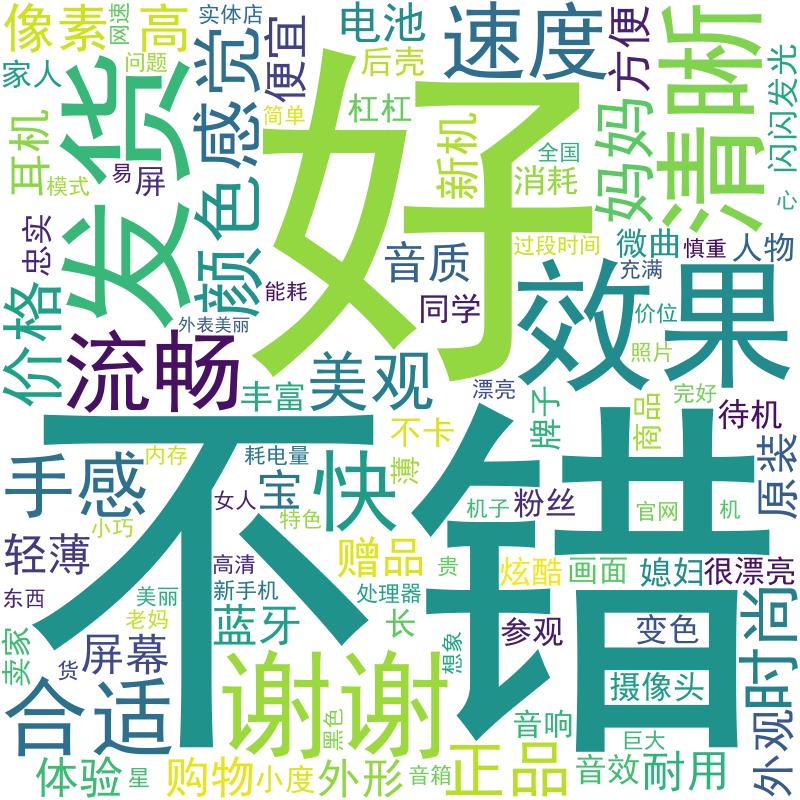 像素
网速
高
实体店
电池
速度
方便
清晰
家人
问题
感觉
便宜
后壳
发货
好
简单
杠杠
新机
全国
妈妈
闪闪发光
耳机
模式
易
屏
颜色
消耗
心
忠实
音质
过段时间
微曲
慎重
人物
价格
能耗
同学
效果
充满
外表美丽
价位
流畅
美观
照片
丰富
漂亮
完好
不错
不卡
牌子
商品
待机
手感
内存
耗电量
宝
快
薄
原装
女人
特色
机子
粉丝
官网
机
小巧
轻薄
高清
赠品
贵
炫酷
画面
媳妇
很漂亮
东西
美丽
新手机
处理器
老妈
蓝牙
长
参观
变色
时尚
卖家
货
屏幕
想象
摄像头
合适
谢谢
黑色
音响
巨大
外观
体验
星
购物
小度
外形
音箱
正品
音效
耐用